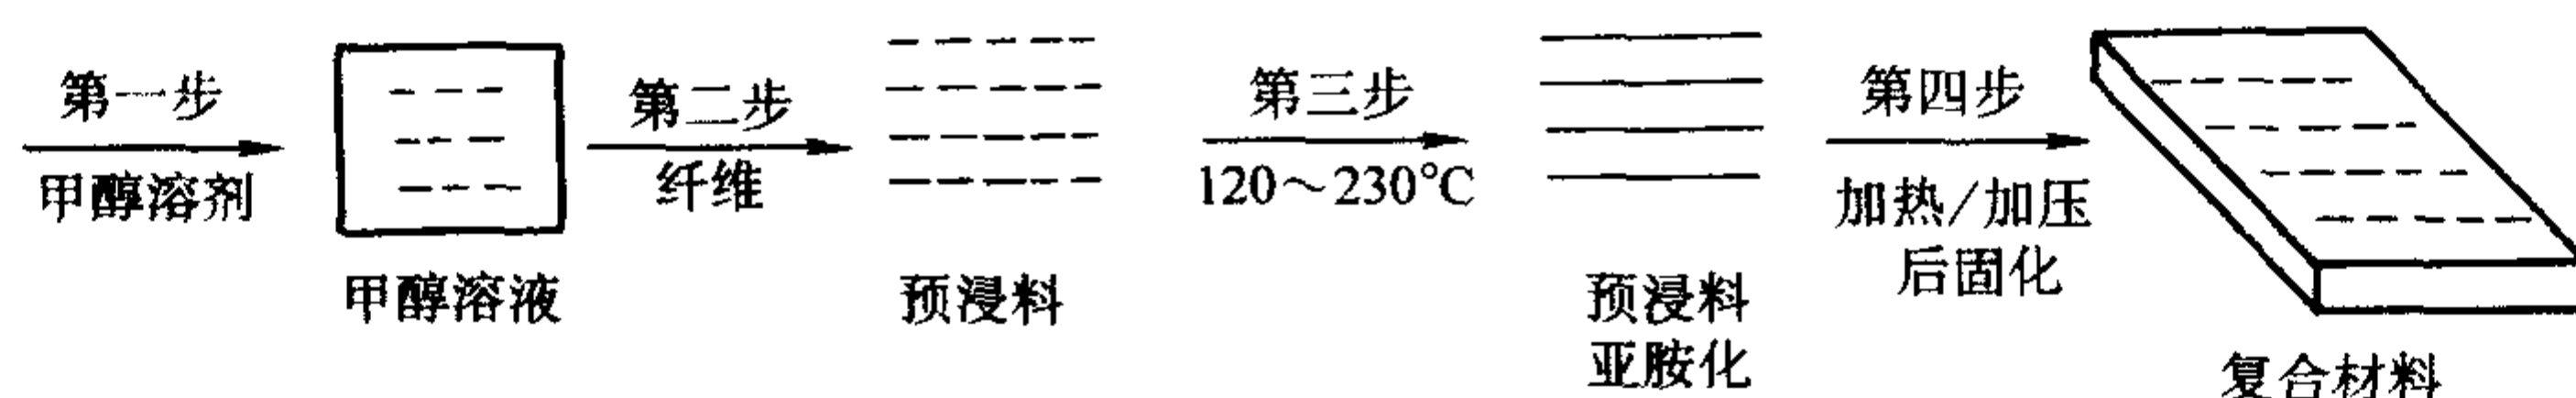 第一步
甲醇溶剂
甲醇溶液
第二步
纤维
预浸料
第三步
120～230℃
预浸料
亚胺化
第四步
加热/加压
后固化
复合材料